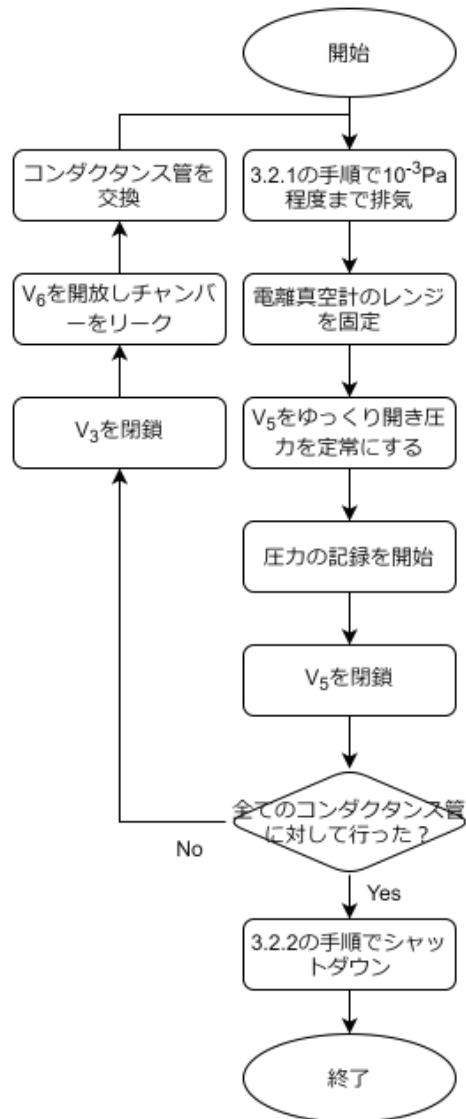 開始
3.2.1の手順で10⁻³Pa
程度まで排気
電離真空計のレンジ
を固定
V₅をゆっくり開き圧
力を定常にする
圧力の記録を開始
V₅を閉鎖
全てのコンダクタンス管
に対して行った？
No
Yes
V₃を閉鎖
V₆を開放しチャンバ
ーをリーク
コンダクタンス管を
交換
3.2.2の手順でシャッ
トダウン
終了